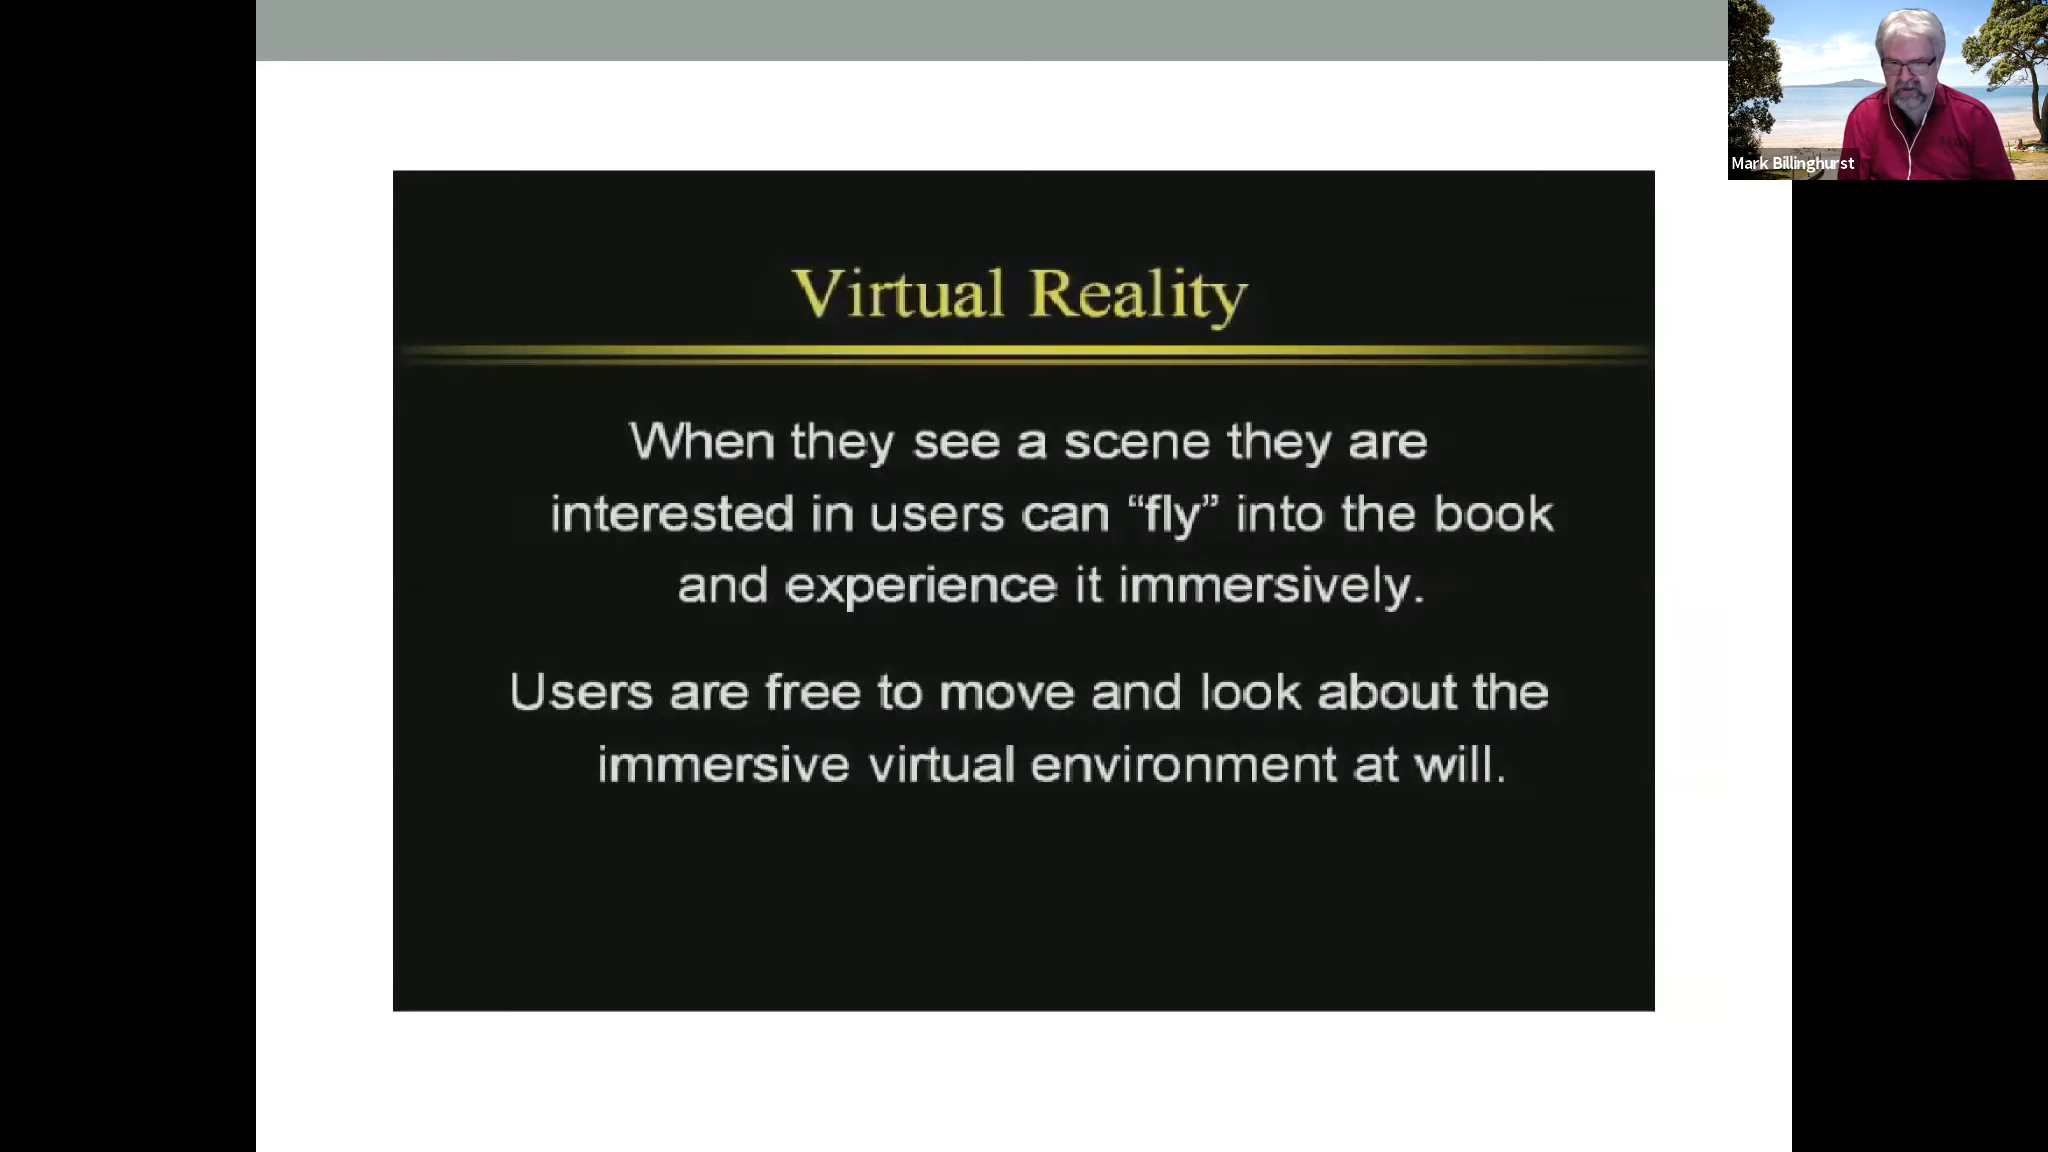 Mark Billinghurst
Virtual Reality
When they see a scene they are
interested in users can “fly” into the book
and experience it immersively.
Users are free to move and look about the
immersive virtual environment at will.